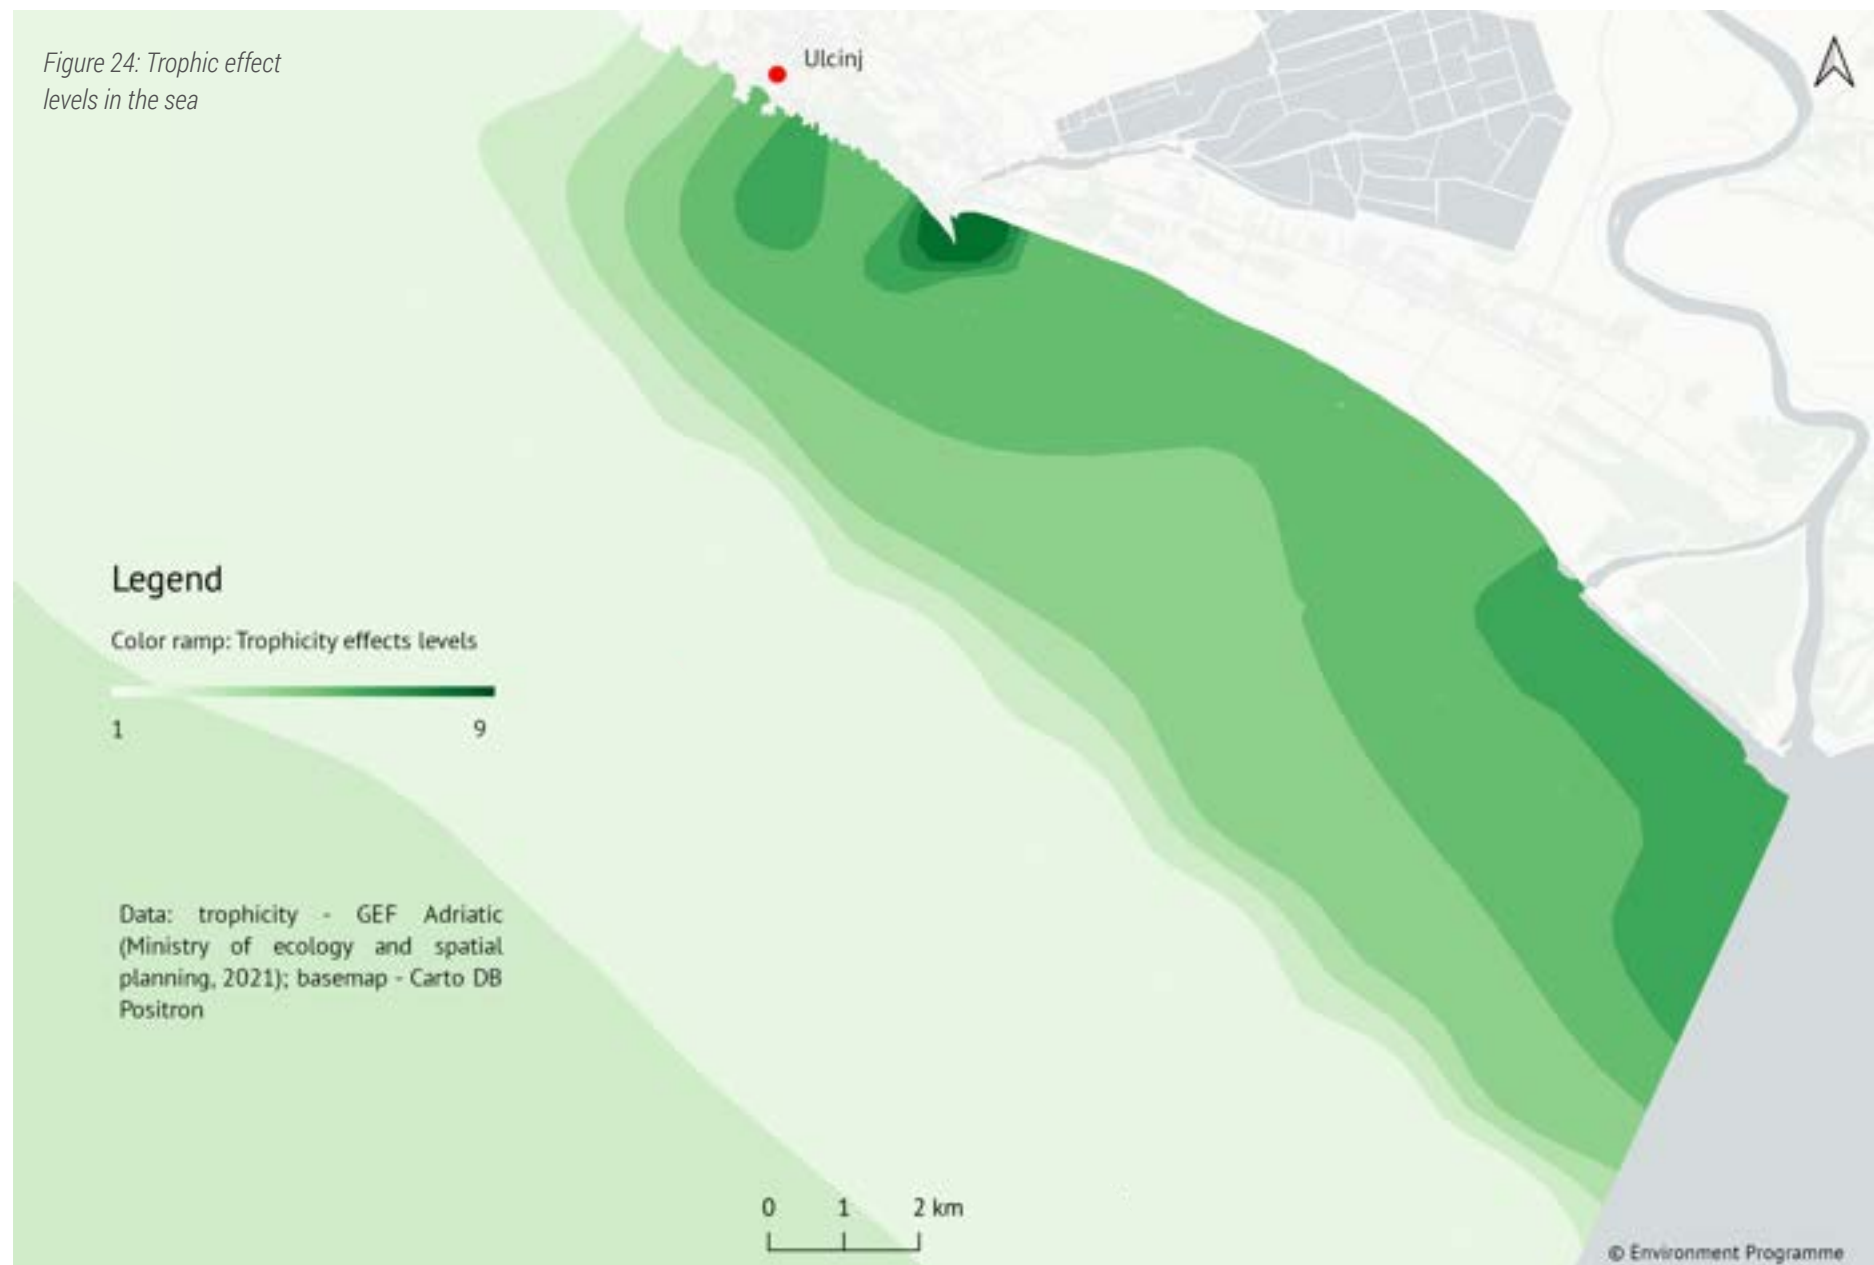 Figure 24: Trophic effect
levels in the sea
Ulcinj
Legend
Color ramp: Trophicity effects levels
1 9
Data: trophicity - GEF Adriatic
(Ministry of ecology and spatial
planning, 2021); basemap - Carto DB
Positron
0 1 2 km
© Environment Programme